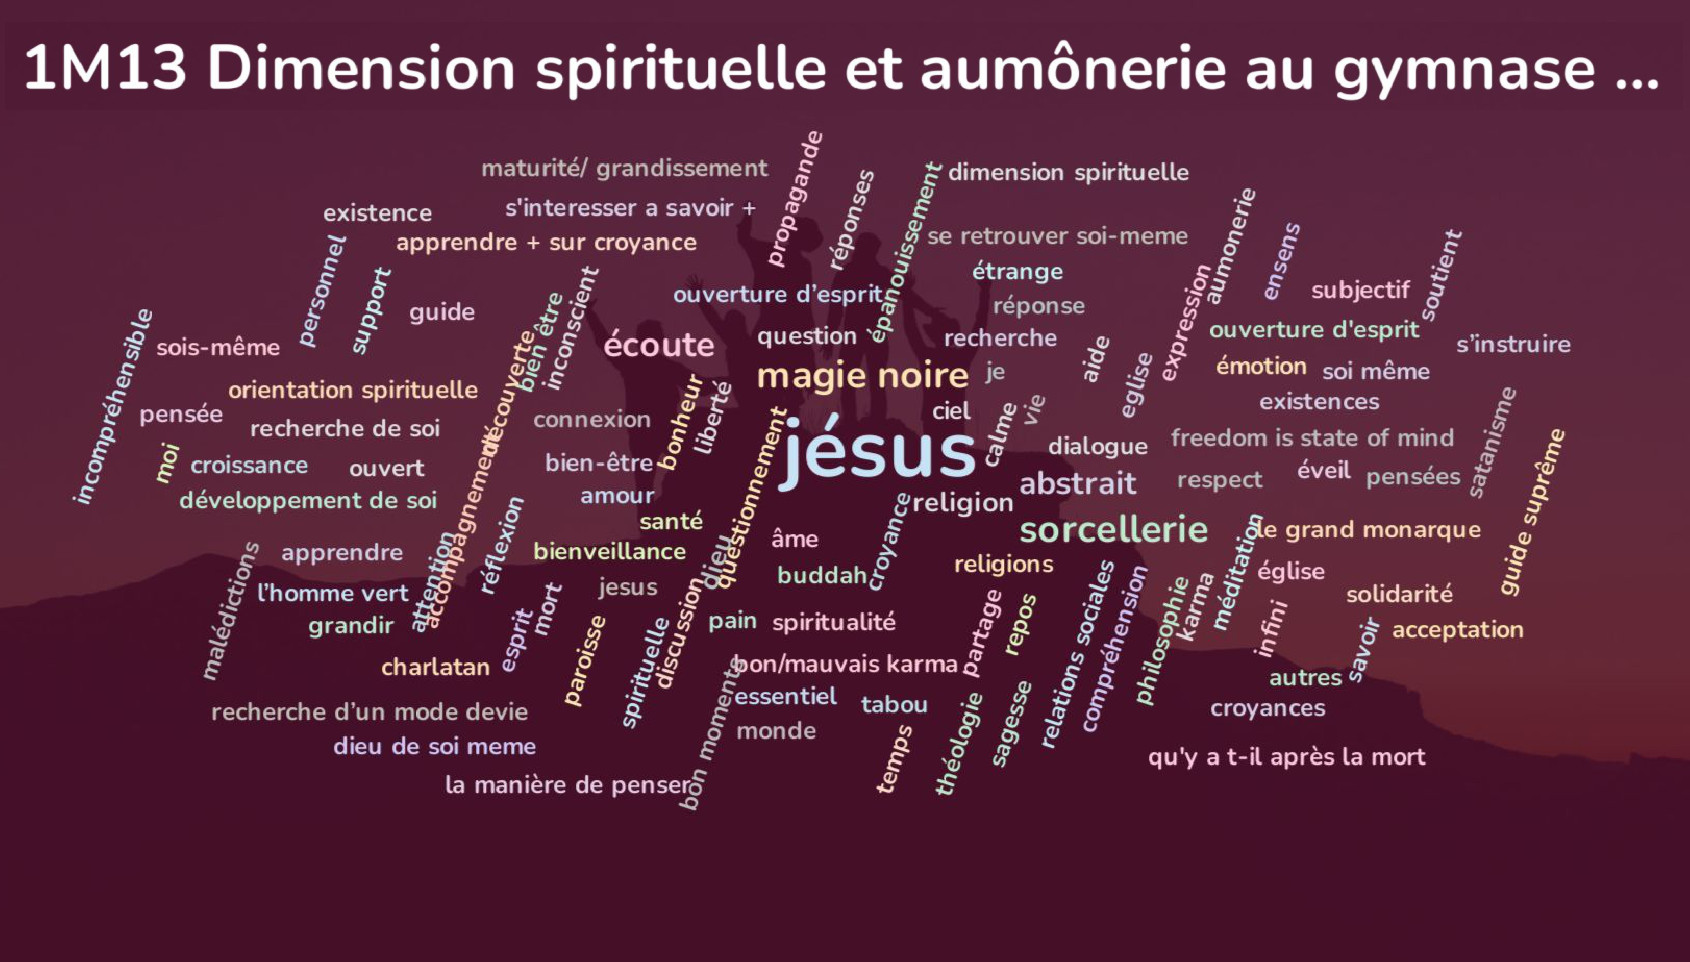 1M13 Dimension spirituelle et aumônerie au gymnase ...
propagande
maturité/ grandissement
réponses
épanouissement
dimension spirituelle
existence
s'interesser a savoir +
aumonerie
personnel
apprendre + sur croyance
se retrouver soi-meme
ensens
soutient
support
inconscient
étrange
expression
subjectif
guide
bien être
ouverture d'esprit
réponse
incompréhensible
sois-même
découverte
écoute
question
recherche
aide
ouverture d'esprit
s'instruire
orientation spirituelle
bonheur
liberté
magie noire
je
eglise
émotion
soi même
pensée
recherche de soi
connexion
ciel
calme
vie
existences
satanisme
moi
croissance
ouvert
bien-être
questionnement
jésus
dialogue
freedom is state of mind
guide suprême
développement de soi
accompagnement
amour
religion
abstrait
respect
éveil
pensées
réflexion
santé
croyance
sorcellerie
le grand monarque
malédictions
apprendre
attention
bienveillance
dieu
âme
religions
méditation
église
l'homme vert
jesus
buddah
relations sociales
compréhension
philosophie
karma
solidarité
grandir
esprit
mort
paroisse
spirituelle
discussion
pain
spiritualité
partage
repos
infini
savoir
acceptation
charlatan
bon/mauvais karma
autres
recherche d'un mode devie
bon moments
essentiel
tabou
théologie
sagesse
croyances
dieu de soi meme
monde
temps
qu'y a t-il après la mort
la manière de penser